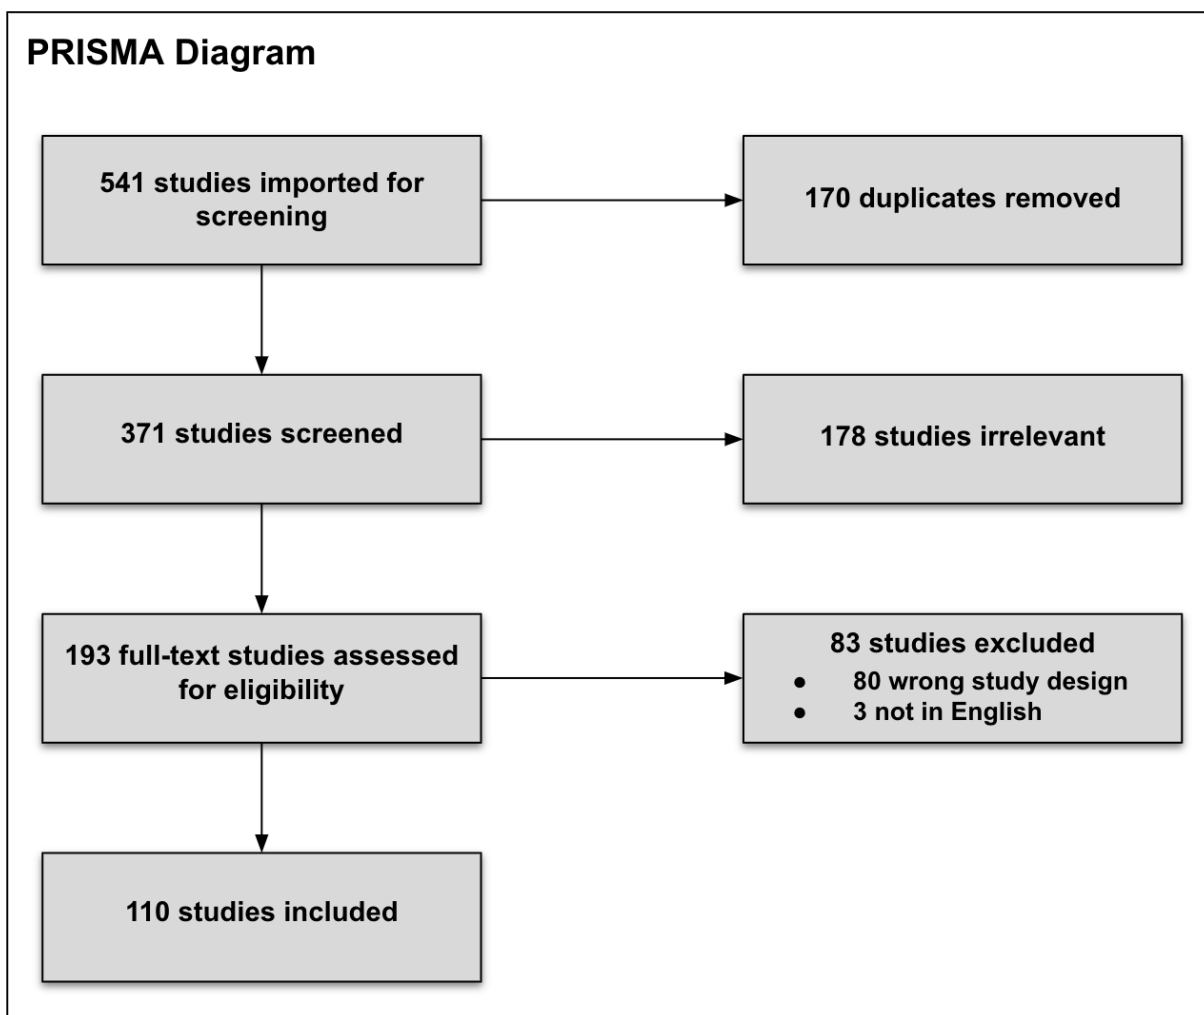 PRISMA Diagram
541 studies imported for
screening
170 duplicates removed
371 studies screened
178 studies irrelevant
193 full-text studies assessed
for eligibility
83 studies excluded
● 80 wrong study design
● 3 not in English
110 studies included